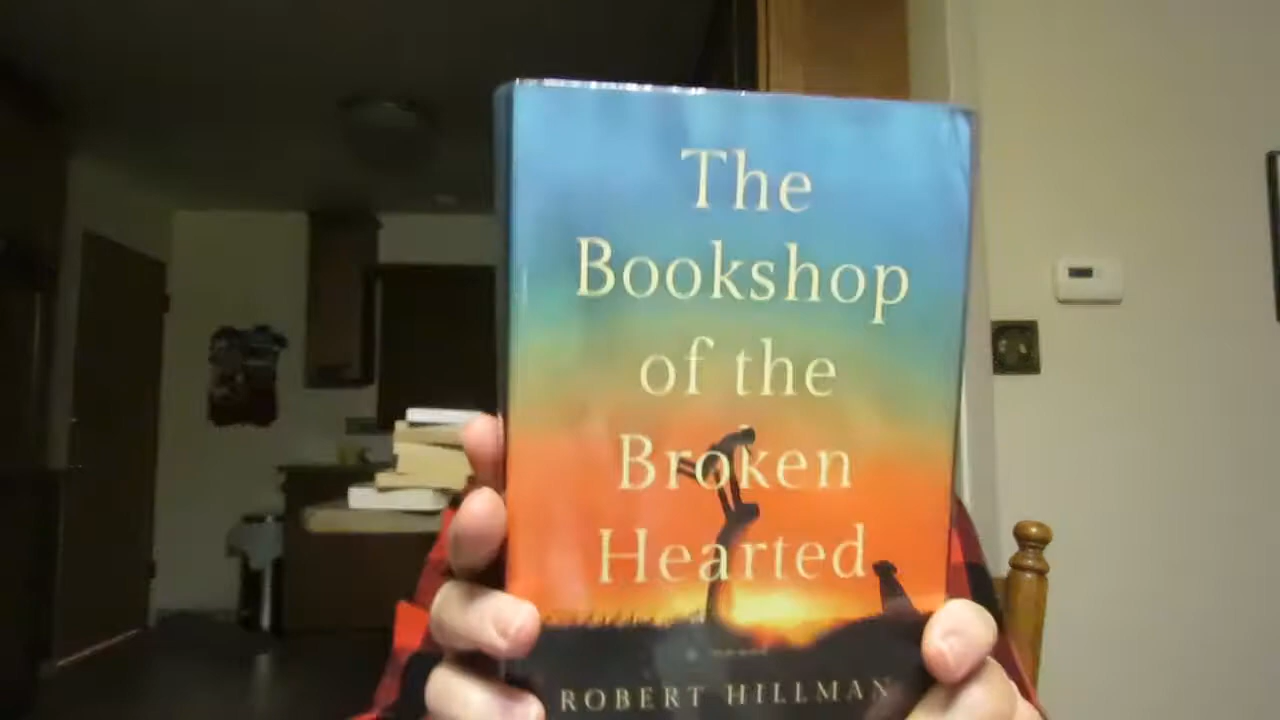 The
Bookshop
of the
Broken
Hearted
ROBERT HILLMAN